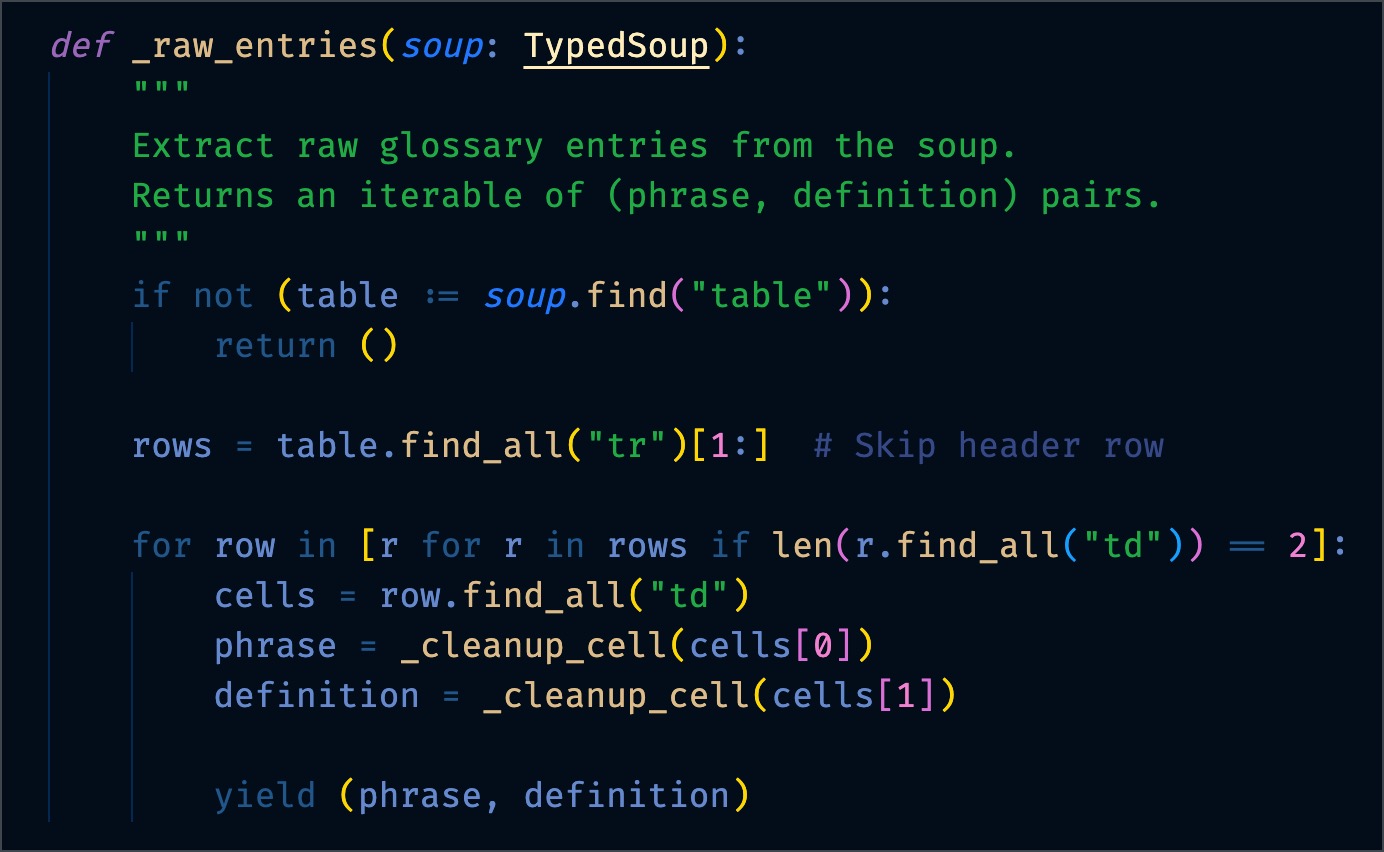 def _raw_entries(soup: TypedSoup):
    """
    Extract raw glossary entries from the soup.
    Returns an iterable of (phrase, definition) pairs.
    """
    if not (table := soup.find("table")):
        return ()

    rows = table.find_all("tr")[1:]  # Skip header row

    for row in [r for r in rows if len(r.find_all("td")) == 2]:
        cells = row.find_all("td")
        phrase = _cleanup_cell(cells[0])
        definition = _cleanup_cell(cells[1])

        yield (phrase, definition)